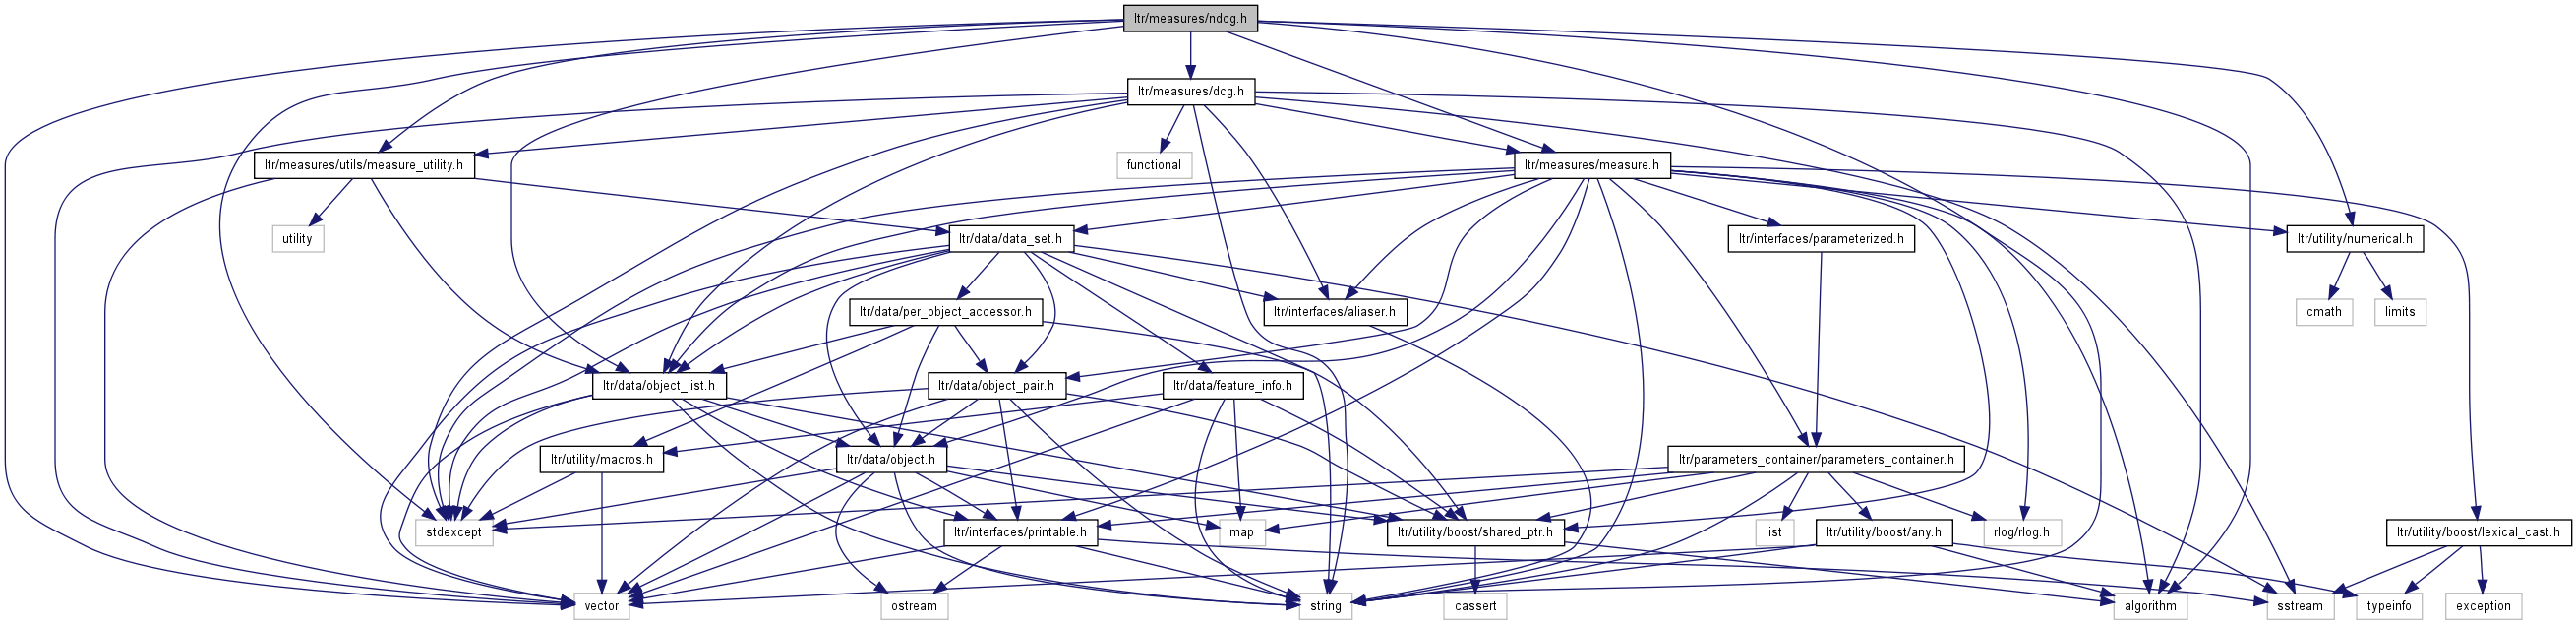 ltr/measures/ndcg.h
ltr/measures/dcg.h
ltr/measures/utils/measure_utility.h
functional
ltr/measures/measure.h
utility
ltr/data/data_set.h
ltr/interfaces/parameterized.h
ltr/utility/numerical.h
ltr/data/per_object_accessor.h
ltr/interfaces/aliaser.h
cmath
limits
ltr/data/object_list.h
ltr/data/object_pair.h
ltr/data/feature_info.h
ltr/utility/macros.h
ltr/data/object.h
ltr/parameters_container/parameters_container.h
stdexcept
ltr/interfaces/printable.h
map
ltr/utility/boost/shared_ptr.h
list
ltr/utility/boost/any.h
rlog/rlog.h
ltr/utility/boost/lexical_cast.h
vector
ostream
string
cassert
algorithm
sstream
typeinfo
exception